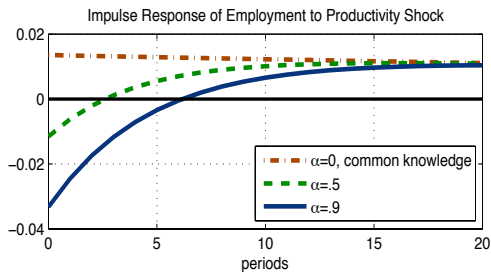 Impulse Response of Employment to Productivity Shock
0.02
0
−0.02
−0.04
α=0, common knowledge
α=.5
α=.9
0 5 10 15 20
periods